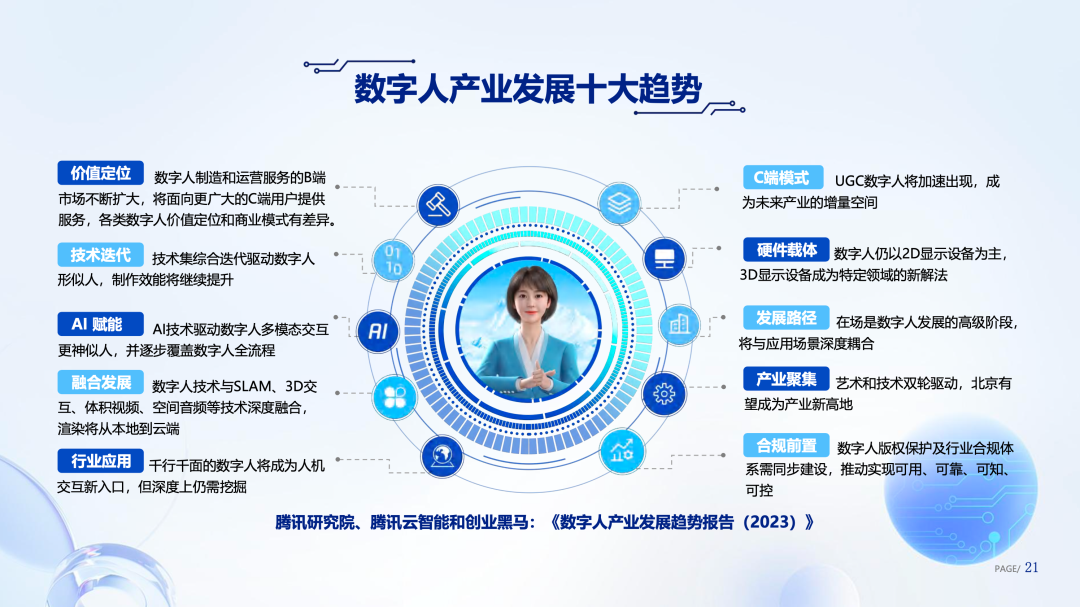 数字人产业发展十大趋势
价值定位 数字人制造和运营服务的B端
市场不断扩大，将面向更广大的C端用户提供
服务，各类数字人价值定位和商业模式有差异。
技术迭代 技术集综合迭代驱动数字人
形似人，制作效能将继续提升
AI 赋能 AI技术驱动数字人多模态交互
更神似人，并逐步覆盖数字人全流程
融合发展 数字人技术与SLAM、3D交
互、体积视频、空间音频等技术深度融合，
渲染将从本地到云端
行业应用 千行千面的数字人将成为人机
交互新入口，但深度上仍需挖掘
01
10
AI
C端模式 UGC数字人将加速出现，成
为未来产业的增量空间
硬件载体 数字人仍以2D显示设备为主，
3D显示设备成为特定领域的新解法
发展路径 在场是数字人发展的高级阶段，
将与应用场景深度耦合
产业聚集 艺术和技术双轮驱动，北京有
望成为产业新高地
合规前置 数字人版权保护及行业合规体
系需同步建设，推动实现可用、可靠、可知、
可控
腾讯研究院、腾讯云智能和创业黑马：《数字人产业发展趋势报告（2023）》
PAGE/ 21